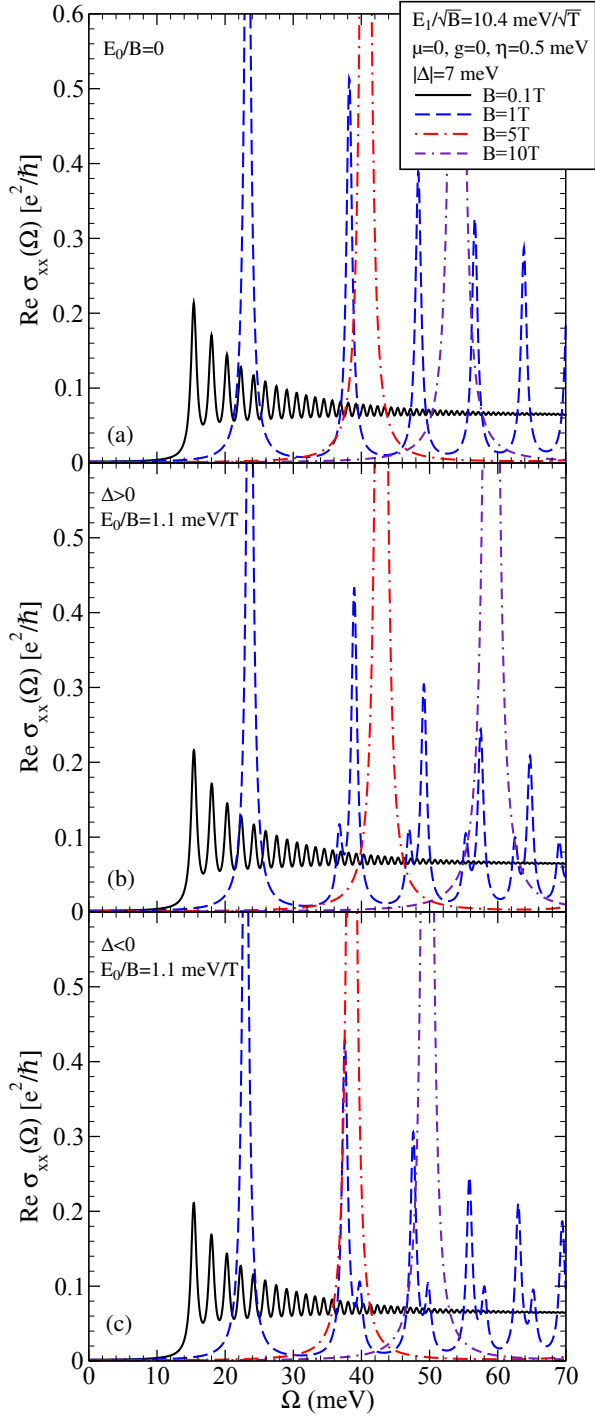 E₁/√B=10.4 meV/√T
μ=0, g=0, η=0.5 meV
|Δ|=7 meV
B=0.1T
B=1T
B=5T
B=10T
E₀/B=0
0.6
0.5
0.4
0.3
0.2
0.1
0
Re σₓₓ(Ω) [e²/ℏ]
(a)
Δ>0
E₀/B=1.1 meV/T
0.5
0.4
0.3
0.2
0.1
0
Re σₓₓ(Ω) [e²/ℏ]
(b)
Δ<0
E₀/B=1.1 meV/T
0.5
0.4
0.3
0.2
0.1
0
Re σₓₓ(Ω) [e²/ℏ]
(c)
0 10 20 30 40 50 60 70
Ω (meV)